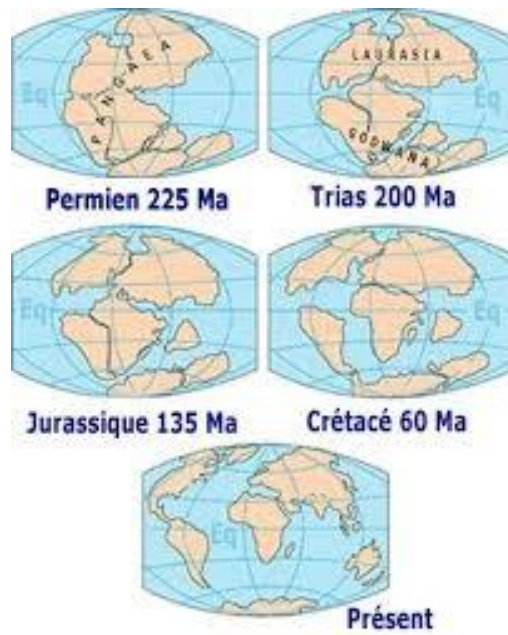 Eq
PANGAEA
Permien 225 Ma
LAURASIA
Eq
GODWANA
Trias 200 Ma
Eq
Jurassique 135 Ma
Eq
Crétacé 60 Ma
Eq
Présent